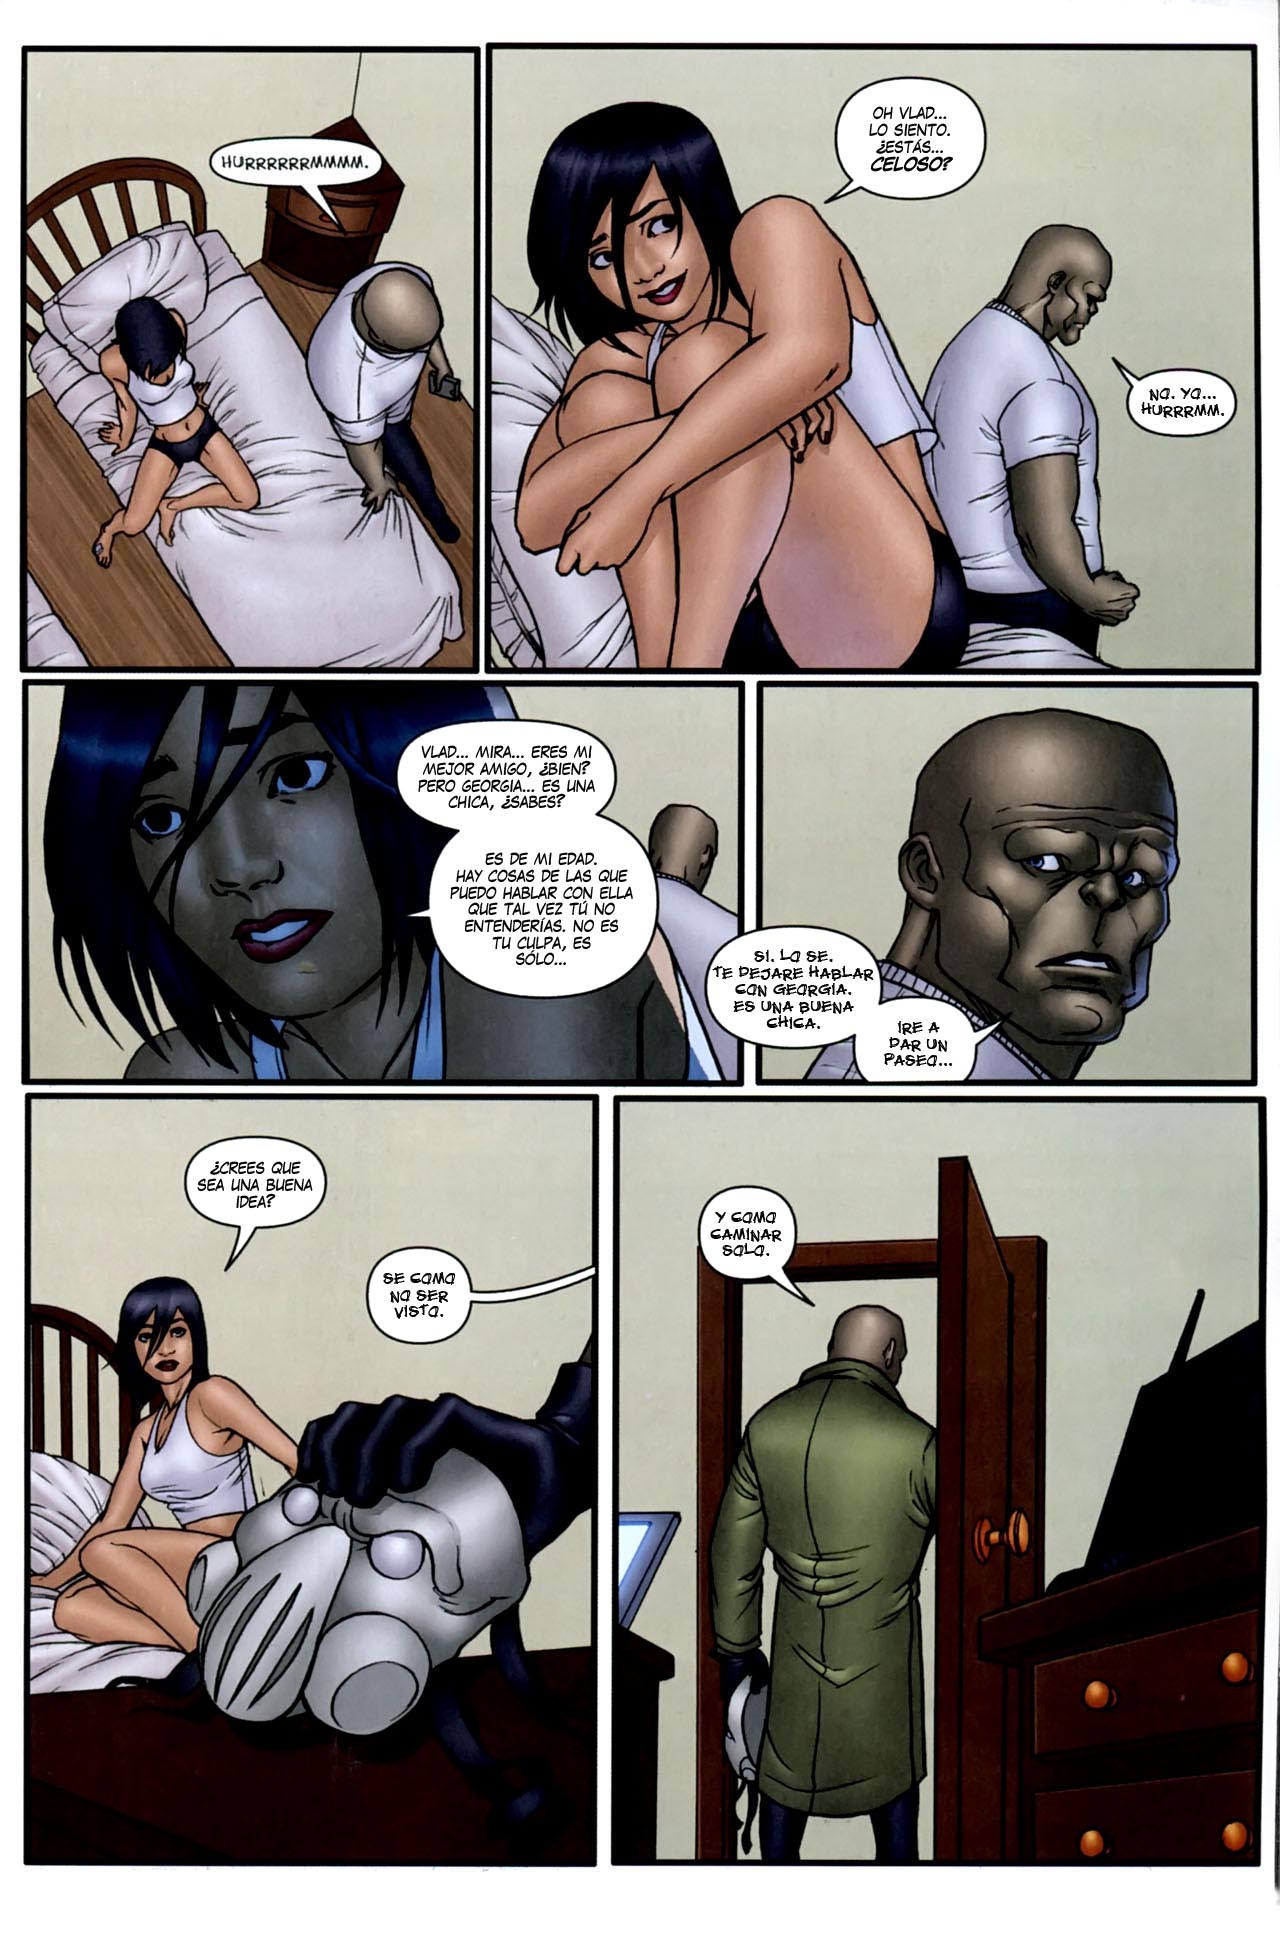 HURRRRRRMMMM.
OH VLAD...
LO SIENTO.
¿ESTÁS...
CELOSO?
NO. YO...
HURRRMM.
VLAD... MIRA... ERES MI
MEJOR AMIGO, ¿BIEN?
PERO GEORGIA... ES UNA
CHICA, ¿SABES?
ES DE MI EDAD.
HAY COSAS DE LAS QUE
PUEDO HABLAR CON ELLA
QUE TAL VEZ TÚ NO
ENTENDERÍAS. NO ES
TU CULPA, ES
SÓLO...
SI. LO SE.
TE DEJARE HABLAR
CON GEORGIA.
ES UNA BUENA
CHICA.
IRE A
DAR UN
PASEO...
¿CREES QUE
SEA UNA BUENA
IDEA?
SE COMO
NO SER
VISTO.
Y COMO
CAMINAR
SOLO.